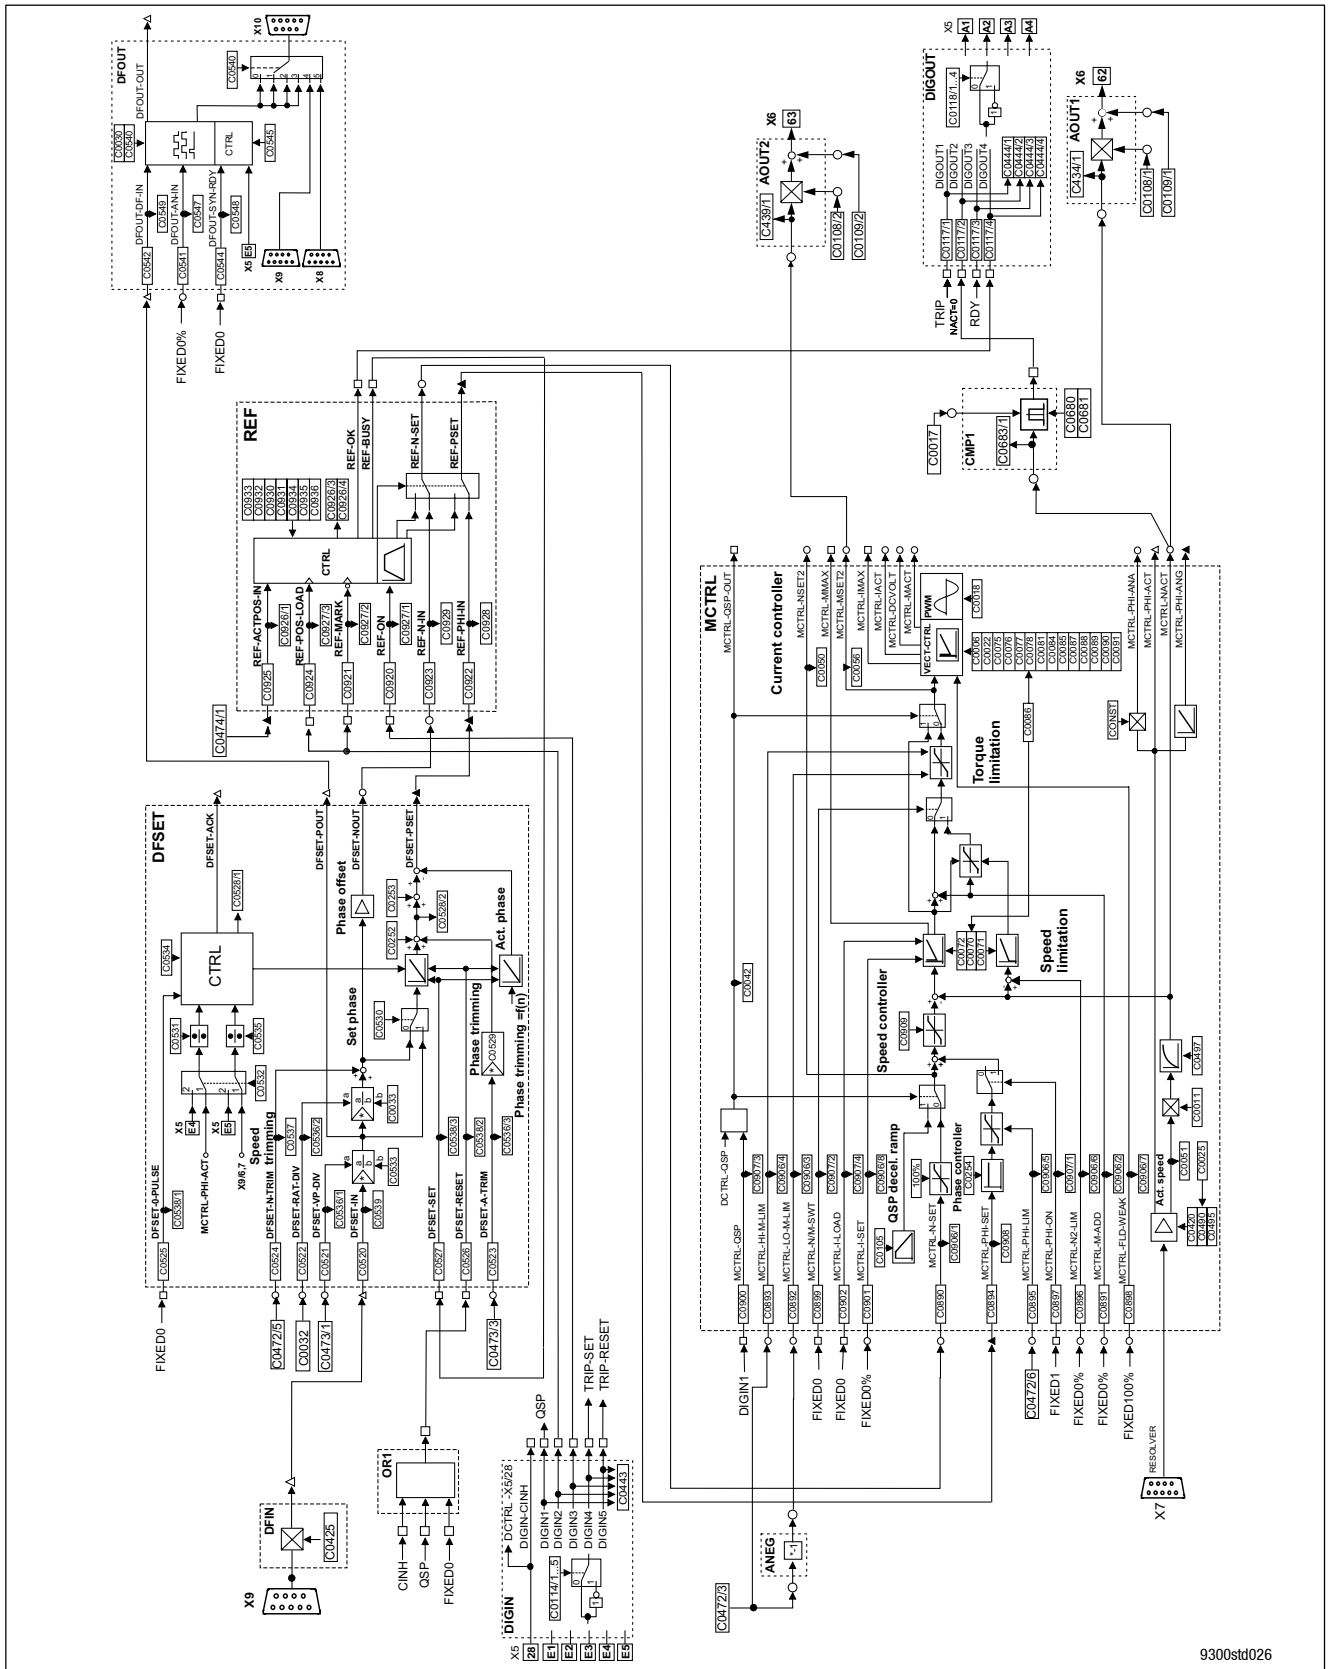 X10
DFOUT
DFOUT-OUT
C0540
0
1
2
3
4
5
C0030
C0540
CTRL
C0545
DFOUT-DF-IN
C0549
DFOUT-AN-IN
C0547
DFOUT-SYN-RDY
C0548
X5 E5
X9
X8
C0542
C0541
C0544
FIXED0%
FIXED0
REF
REF-OK
REF-BUSY
REF-N-SET
REF-PSET
C0933
C0932
C0930
C0931
C0934
C0935
C0936
C0926/3
C0926/4
CTRL
REF-ACTPOS-IN
C0926/1
REF-POS-LOAD
C0927/3
REF-MARK
C0927/2
REF-ON
C0927/1
REF-N-IN
C0929
REF-PHI-IN
C0928
C0925
C0924
C0921
C0920
C0923
C0922
C0474/1
DFSET
DFSET-ACK
DFSET-POUT
DFSET-NOUT
DFSET-PSET
C0528/1
C0534
CTRL
C0531
C0535
C0532
2
1
2
1
X5
E4
MCTRL-PHI-ACT
X5
E5
X9/6,7
Phase offset
C0253
C0252
C0528/2
Set phase
C0530
0
1
Act. phase
Phase trimming
*C0529
Phase trimming =f(n)
Speed
trimming
a
b
C0033
a
b
C0533
DFSET-0-PULSE
C0538/1
DFSET-N-TRIM
C0537
DFSET-RAT-DIV
C0536/2
DFSET-VP-DIV
C0536/1
DFSET-IN
C0539
DFSET-SET
C0538/3
DFSET-RESET
C0538/2
DFSET-A-TRIM
C0536/3
C0525
C0524
C0522
C0521
C0520
C0527
C0526
C0523
FIXED0
C0472/5
C0032
C0473/1
C0473/3
DFIN
C0425
X9
OR1
CINH
QSP
FIXED0
DIGIN
DCTRL -X5/28
DIGIN-CINH
DIGIN1
DIGIN2
DIGIN3
DIGIN4
DIGIN5
QSP
TRIP-SET
TRIP-RESET
C0443
C0114/1...5
0
1
1
X5
28
E1
E2
E3
E4
E5
X6
63
AOUT2
C439/1
C0108/2
C0109/2
X5
A1
A2
A3
A4
DIGOUT
C0118/1...4
0
1
1
DIGOUT1
DIGOUT2
DIGOUT3
DIGOUT4
C0444/1
C0444/2
C0444/3
C0444/4
C0117/1
C0117/2
C0117/3
C0117/4
TRIP
NACT=0
RDY
X6
62
AOUT1
C434/1
C0108/1
C0109/1
C0017
CMP1
C0683/1
C0680
C0681
MCTRL
MCTRL-QSP-OUT
MCTRL-NSET2
MCTRL-MMAX
MCTRL-MSET2
MCTRL-IMAX
MCTRL-IACT
MCTRL-DCVOLT
MCTRL-MACT
MCTRL-PHI-ANA
MCTRL-PHI-ACT
MCTRL-NACT
MCTRL-PHI-ANG
Current controller
C0050
C0056
VECT-CTRL
PWM
C0018
C0006
C0022
C0075
C0076
C0077
C0078
C0081
C0084
C0085
C0087
C0088
C0089
C0090
C0091
C0086
CONST
Torque
limitation
Speed controller
C0042
C0909
C0072
C0070
C0071
Speed
limitation
C0497
C0011
C0051
C0025
Act. speed
C0420
C0490
C0495
DCTRL-QSP
QSP decel. ramp
C0105
100%
Phase controller
C0254
MCTRL-QSP
C0907/3
MCTRL-HI-M-LIM
C0906/4
MCTRL-LO-M-LIM
C0906/3
MCTRL-N/M-SWT
C0907/2
MCTRL-I-LOAD
C0907/4
MCTRL-I-SET
C0906/8
MCTRL-N-SET
C0906/1
MCTRL-PHI-SET
C0908
MCTRL-PHI-LIM
C0906/5
MCTRL-PHI-ON
C0907/1
MCTRL-N2-LIM
C0906/6
MCTRL-M-ADD
C0906/2
MCTRL-FLD-WEAK
C0906/7
C0900
C0893
C0892
C0899
C0902
C0901
C0890
C0894
C0895
C0897
C0896
C0891
C0898
DIGIN1
FIXED0
FIXED0
FIXED0%
C0472/6
FIXED1
FIXED0%
FIXED0%
FIXED100%
RESOLVER
X7
ANEG
*-1
C0472/3
9300std026